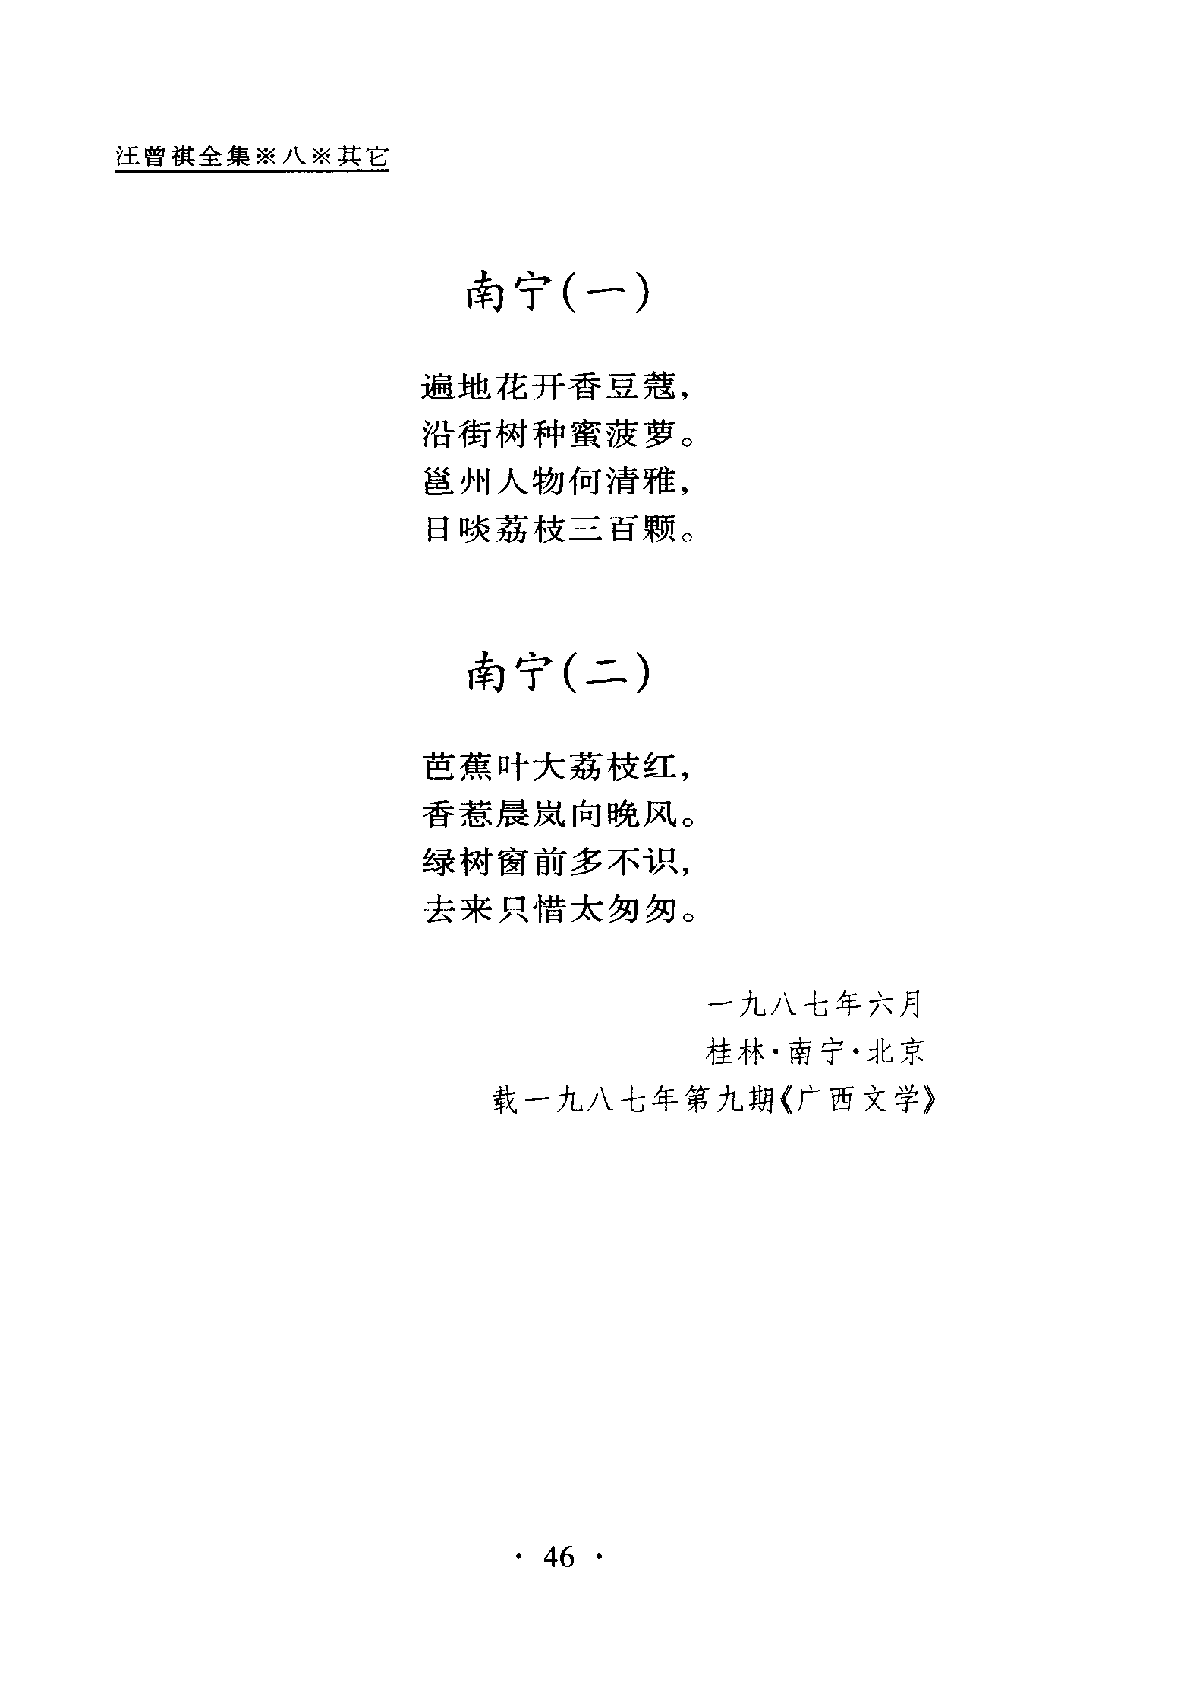 汪曾祺全集※八※其它
南宁(一)
遍地花开香豆蔻，
沿街树种蜜菠萝。
邕州人物何清雅，
日啖荔枝三百颗。
南宁(二)
芭蕉叶大荔枝红，
香惹晨岚向晚风。
绿树窗前多不识，
去来只惜太匆匆。
一九八七年六月
桂林·南宁·北京
载一九八七年第九期《广西文学》
· 46 ·